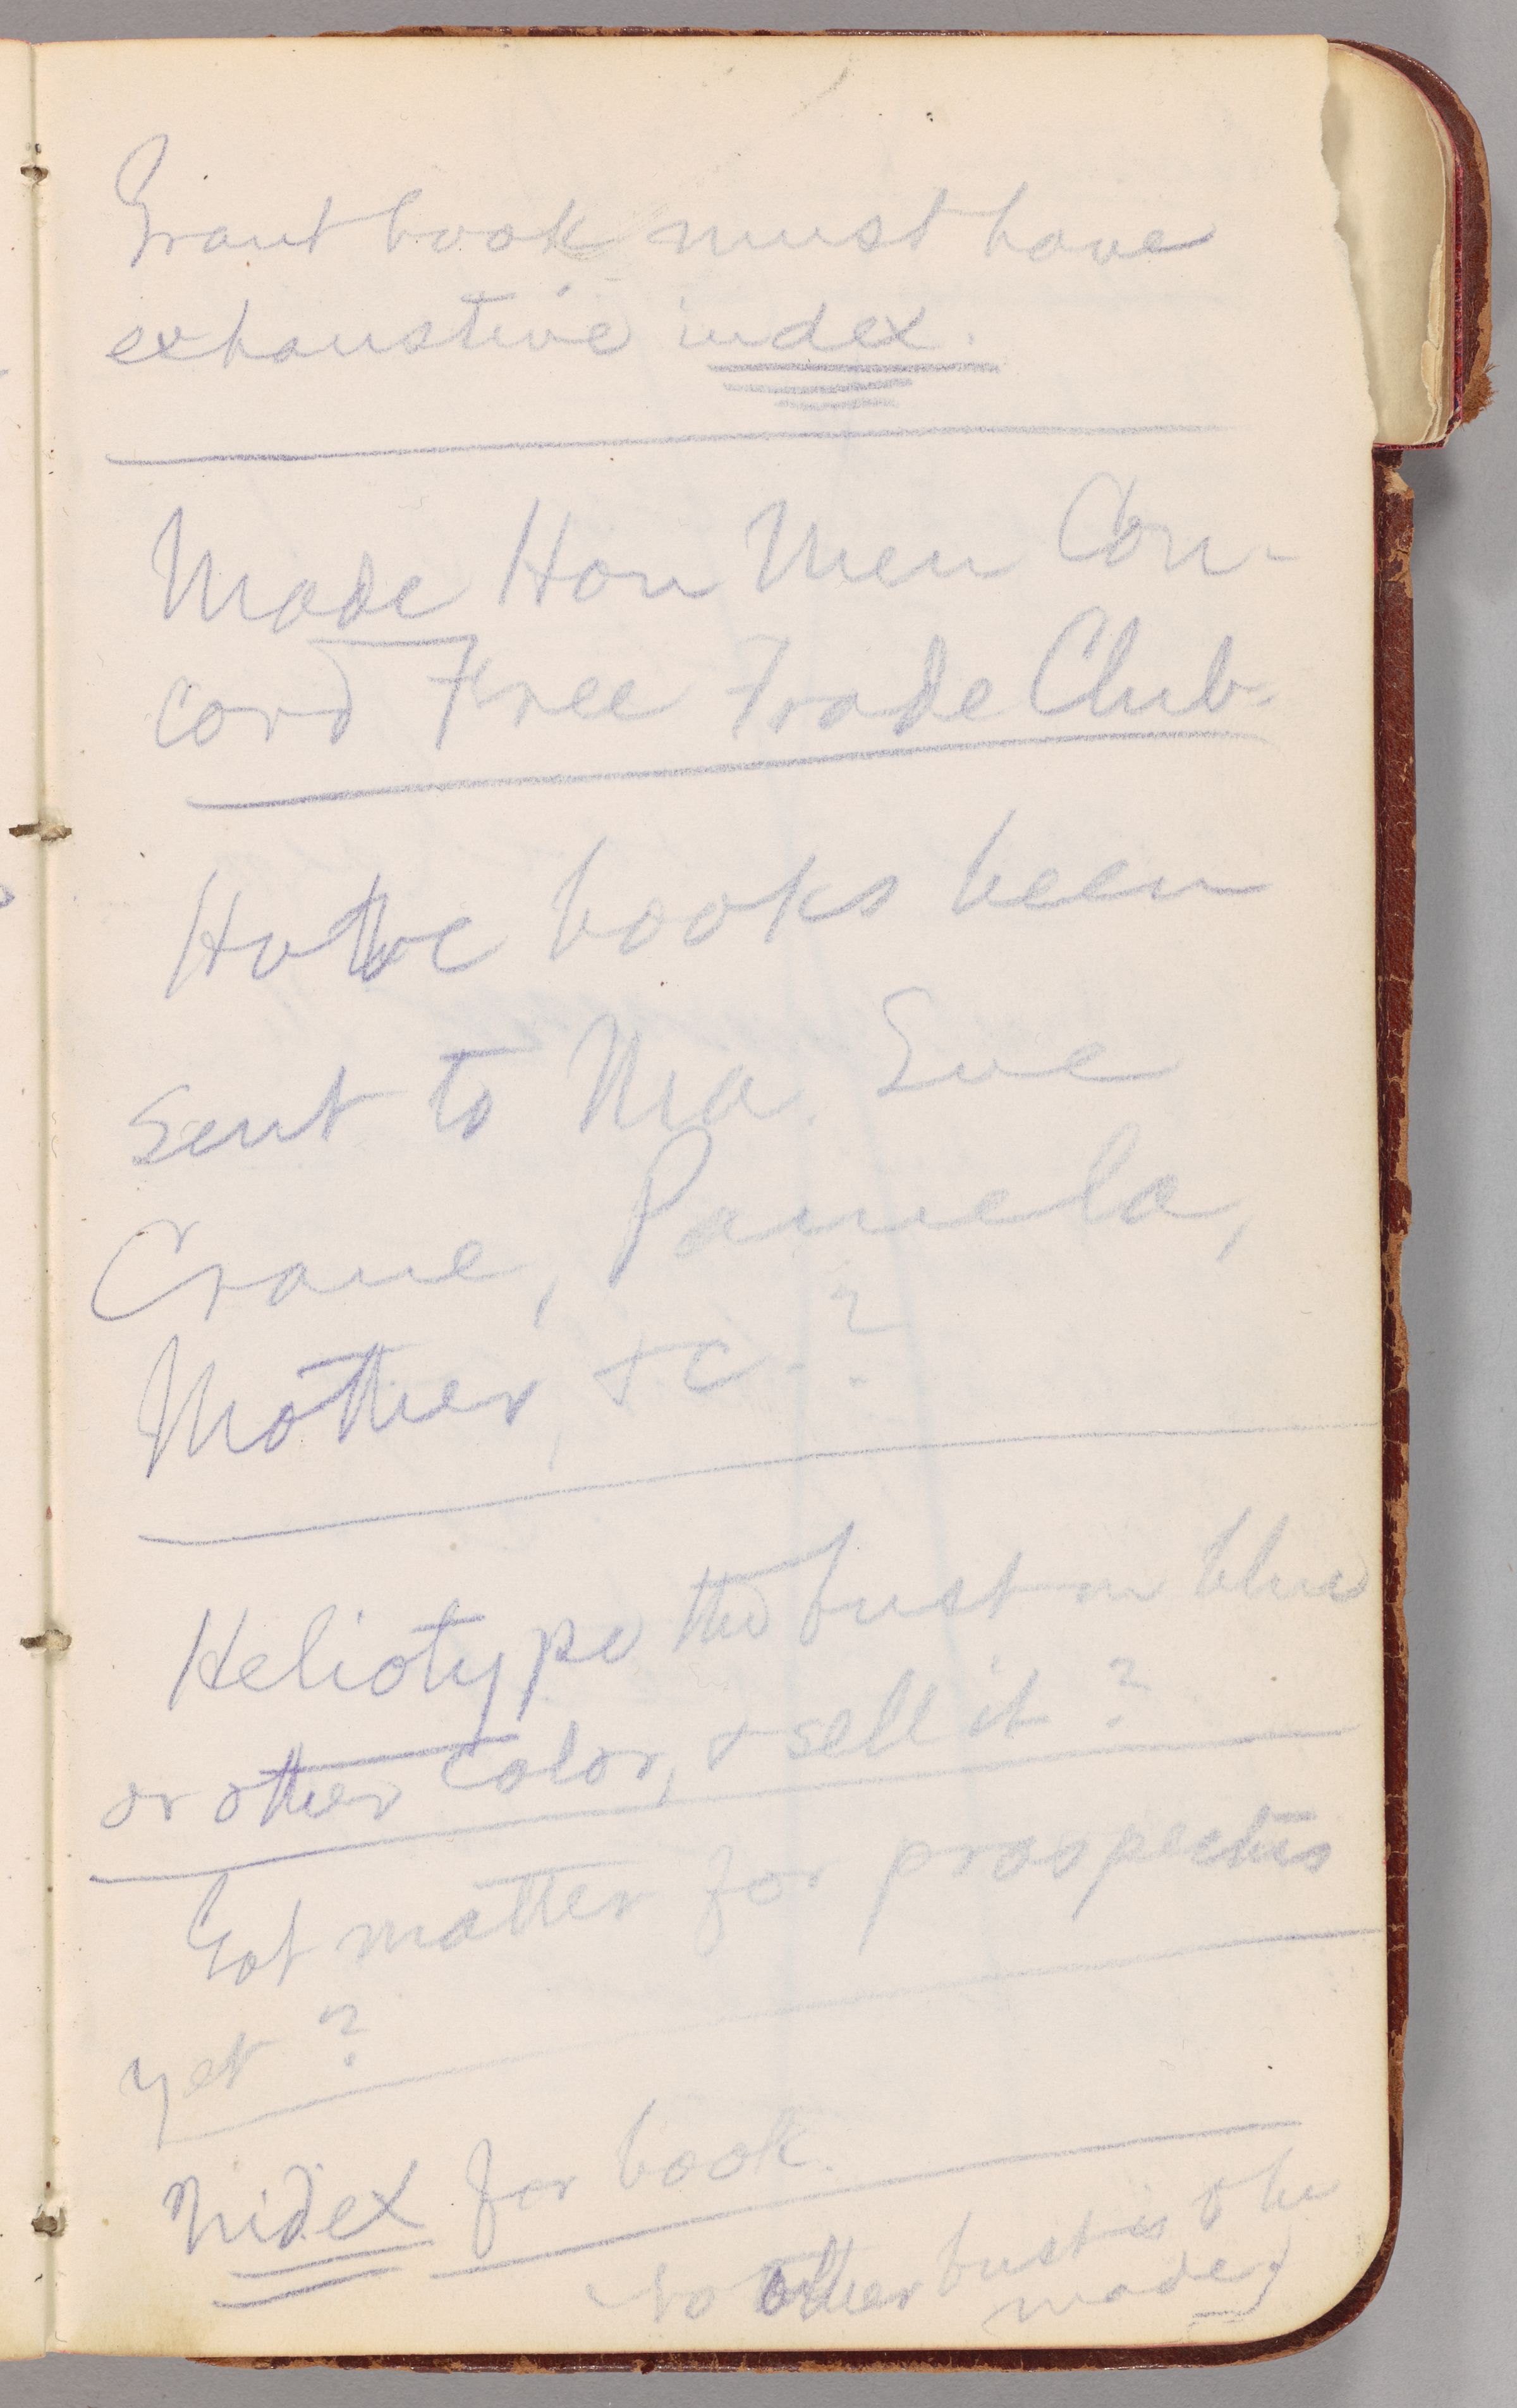 Grant book must have
exhaustive index.
Made Hon Mem Con-
cord Free Trade Club.
Have books been
sent to Ma. Sue
Crane, Pamela,
Mother, &c.?
Heliotype the bust in blue
or other color, & sell it?
Got matter for prospectus
yet?
Index for book.
No other bust is to be
made?